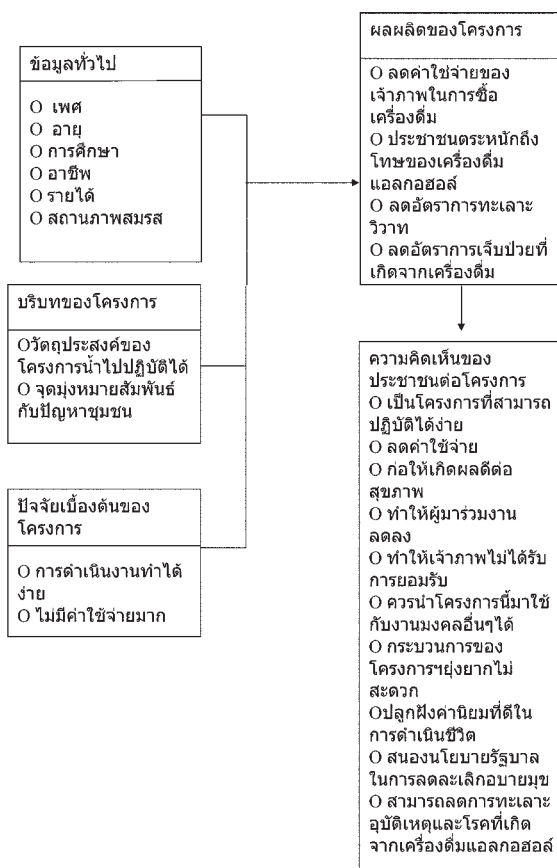 ข้อมูลทั่วไป
O เพศ
O อายุ
O การศึกษา
O อาชีพ
O รายได้
O สถานภาพสมรส
บริบทของโครงการ
Oวัตถุประสงค์ของ
โครงการนำไปปฏิบัติได้
O จุดมุ่งหมายสัมพันธ์
กับปัญหาชุมชน
ปัจจัยเบื้องต้นของ
โครงการ
O การดำเนินงานทำได้
ง่าย
O ไม่มีค่าใช้จ่ายมาก
ผลผลิตของโครงการ
O ลดค่าใช้จ่ายของ
เจ้าภาพในการซื้อ
เครื่องดื่ม
O ประชาชนตระหนักถึง
โทษของเครื่องดื่ม
แอลกอฮอล์
O ลดอัตราการทะเลาะ
วิวาท
O ลดอัตราการเจ็บป่วยที่
เกิดจากเครื่องดื่ม
ความคิดเห็นของ
ประชาชนต่อโครงการ
O เป็นโครงการที่สามารถ
ปฏิบัติได้ง่าย
O ลดค่าใช้จ่าย
O ก่อให้เกิดผลดีต่อ
สุขภาพ
O ทำให้ผู้มาร่วมงาน
ลดลง
O ทำให้เจ้าภาพไม่ได้รับ
การยอมรับ
O ควรนำโครงการนี้มาใช้
กับงานมงคลอื่นๆได้
O กระบวนการของ
โครงการฯยุ่งยากไม่
สะดวก
Oปลูกฝังค่านิยมที่ดีใน
การดำเนินชีวิต
O สนองนโยบายรัฐบาล
ในการลดละเลิกอบายมุข
O สามารถลดการทะเลาะ
อุบัติเหตุและโรคที่เกิด
จากเครื่องดื่มแอลกอฮอล์